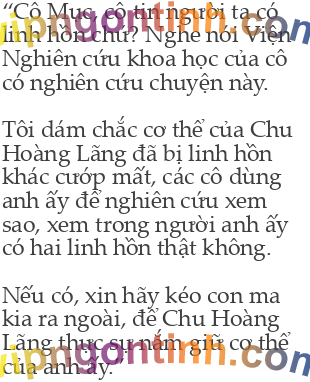 “Cô Mục, cô tin người ta có
linh hồn chứ? Nghe nói Viện
Nghiên cứu khoa học của cô
có nghiên cứu chuyện này.
Tôi dám chắc cơ thể của Chu
Hoàng Lãng đã bị linh hồn
khác cướp mất, các cô dùng
anh ấy để nghiên cứu xem
sao, xem trong người anh ấy
có hai linh hồn thật không.
Nếu có, xin hãy kéo con ma
kia ra ngoài, để Chu Hoàng
Lãng thực sự nắm giữ cơ thể
của anh ấy.”
vipngontinh.com
vipngontinh.com